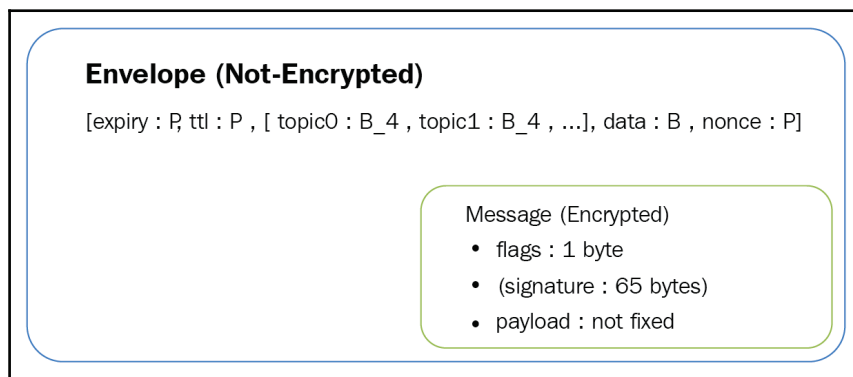 Envelope (Not-Encrypted)
[expiry : P, ttl : P , [ topic0 : B_4 , topic1 : B_4 , ...], data : B , nonce : P]
Message (Encrypted)
• flags : 1 byte
• (signature : 65 bytes)
• payload : not fixed